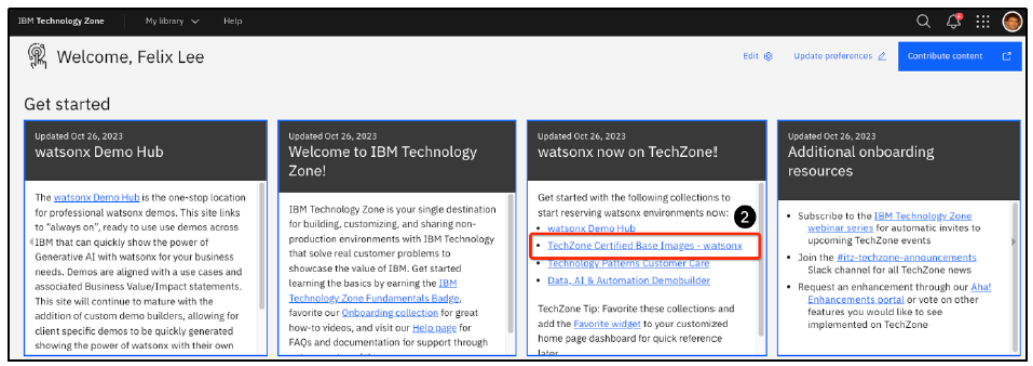 IBM Technology Zone My library Help
Welcome, Felix Lee
Edit Update preferences Contribute content
Get started
Updated Oct 26, 2023
watsonx Demo Hub
The watsonx Demo Hub is the one-stop location
for professional watsonx demos. This site links
to "always on", ready to use use demos across
IBM that can quickly show the power of
Generative AI with watsonx for your business
needs. Demos are aligned with a use cases and
associated Business Value/Impact statements.
This site will continue to mature with the
addition of custom demo builders, allowing for
client specific demos to be quickly generated
showing the power of watsonx with their own
Updated Oct 26, 2023
Welcome to IBM Technology
Zone!
IBM Technology Zone is your single destination
for building, customizing, and sharing non-
production environments with IBM Technology
that solve real customer problems to
showcase the value of IBM. Get started
learning the basics by earning the IBM
Technology Zone Fundamentals Badge,
favorite our Onboarding collection for great
how-to videos, and visit our Help page for
FAQs and documentation for support through
Updated Oct 26, 2023
watsonx now on TechZone!!
Get started with the following collections to
start reserving watsonx environments now:
2
• watsonx Demo Hub
• TechZone Certified Base Images - watsonx
• Technology Patterns Customer Care
• Data, AI & Automation Demobuilder
TechZone Tip: Favorite these collections and
add the Favorite widget to your customized
home page dashboard for quick reference
later
Updated Oct 26, 2023
Additional onboarding
resources
• Subscribe to the IBM Technology Zone
webinar series for automatic invites to
upcoming TechZone events
• Join the #itz-techzone-announcements
Slack channel for all TechZone news
• Request an enhancement through our Aha!
Enhancements portal or vote on other
features you would like to see
implemented on TechZone